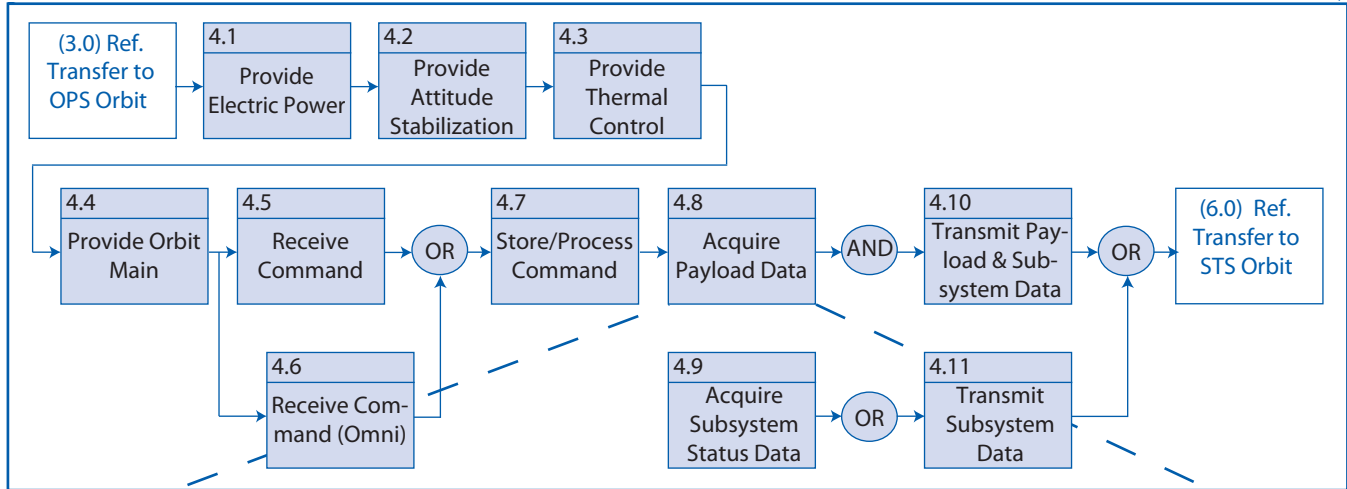 (3.0) Ref.
Transfer to
OPS Orbit
4.1
Provide
Electric Power
4.2
Provide
Attitude
Stabilization
4.3
Provide
Thermal
Control
4.4
Provide Orbit
Main
4.5
Receive
Command
OR
4.7
Store/Process
Command
4.8
Acquire
Payload Data
AND
4.10
Transmit Pay-
load & Sub-
system Data
OR
(6.0) Ref.
Transfer to
STS Orbit
4.6
Receive Com-
mand (Omni)
4.9
Acquire
Subsystem
Status Data
OR
4.11
Transmit
Subsystem
Data